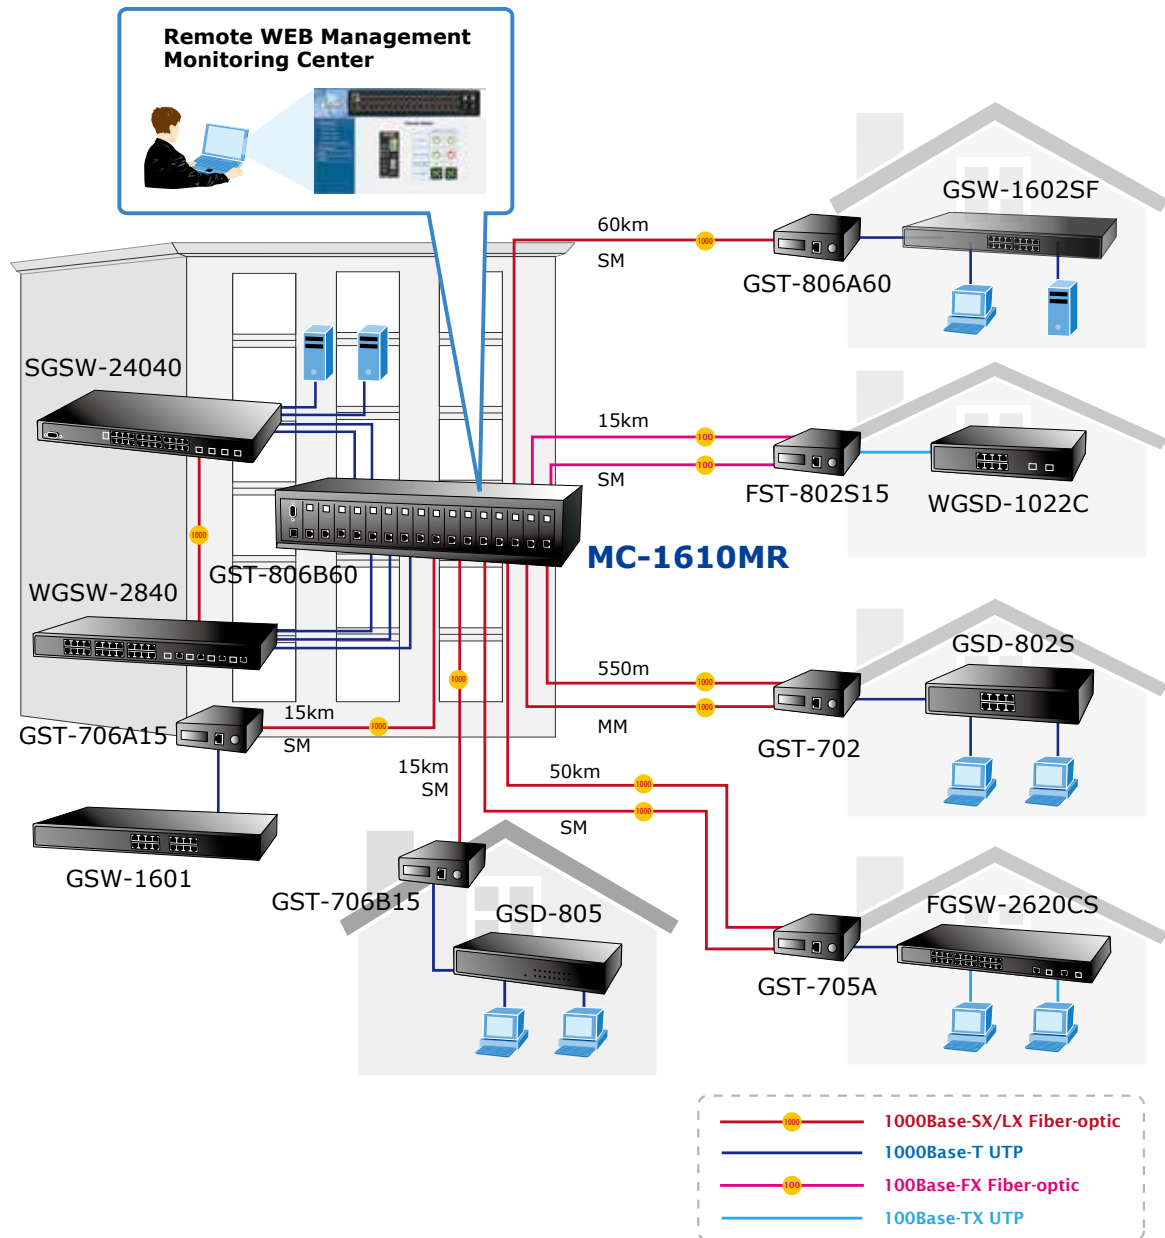 Remote WEB Management
Monitoring Center
GSW-1602SF
60km
1000
SM
GST-806A60
SGSW-24040
15km
100
100
SM
FST-802S15
WGSD-1022C
1000
GST-806B60
MC-1610MR
WGSW-2840
GSD-802S
550m
1000
1000
MM
GST-702
1000
15km
1000
SM
GST-706A15
15km
SM
50km
1000
1000
SM
GSW-1601
GST-706B15
GSD-805
FGSW-2620CS
GST-705A
1000
1000Base-SX/LX Fiber-optic
1000Base-T UTP
100
100Base-FX Fiber-optic
100Base-TX UTP